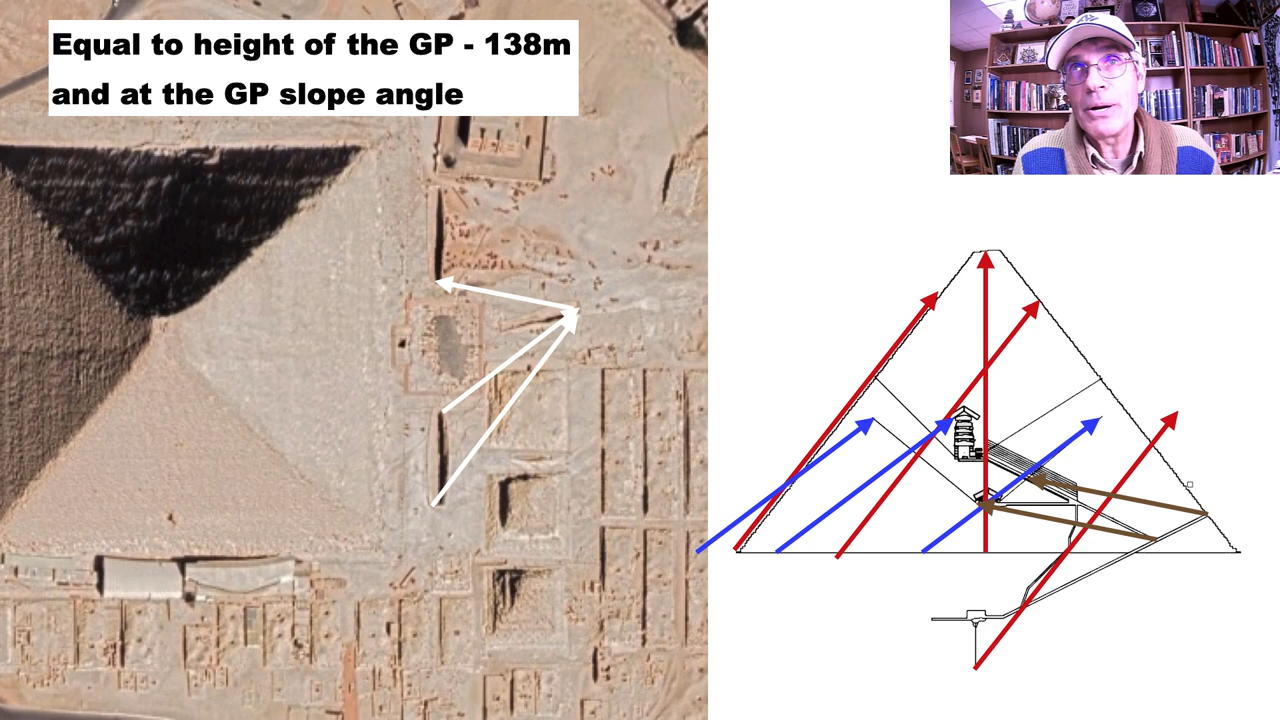 Equal to height of the GP - 138m
and at the GP slope angle